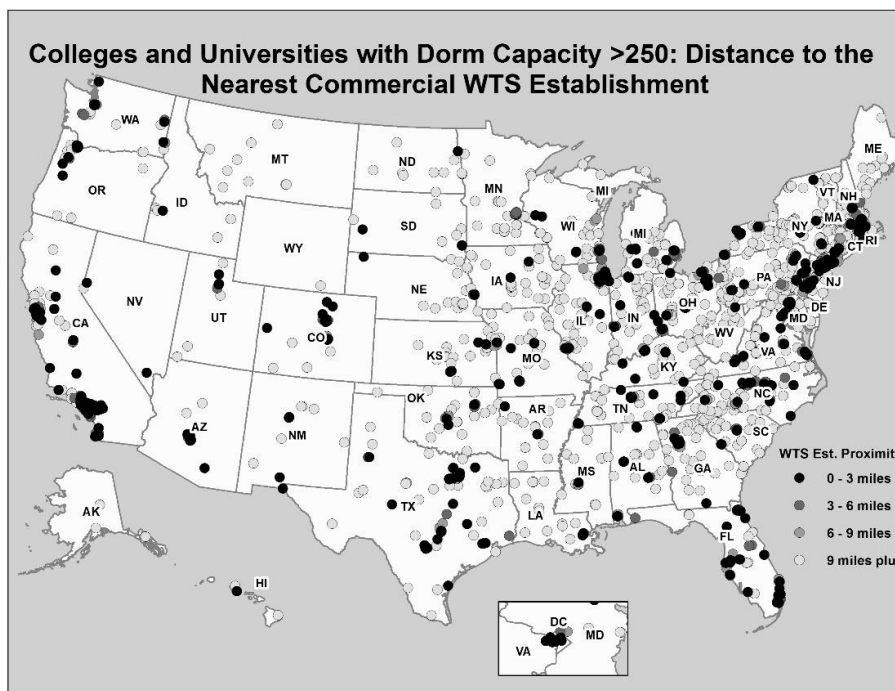 Colleges and Universities with Dorm Capacity >250: Distance to the
Nearest Commercial WTS Establishment
WA
MT
ND
ME
OR
ID
MN
MI
VT
NH
SD
WI
MI
NY
MA
WY
CT
RI
IA
PA
NV
NE
NJ
UT
IL
IN
OH
DE
MD
CA
CO
WV
KS
MO
VA
KY
OK
NC
AZ
NM
AR
TN
SC
MS
AL
GA
WTS Est. Proximit
0 - 3 miles
AK
TX
LA
3 - 6 miles
FL
6 - 9 miles
9 miles plu
HI
DC
MD
VA